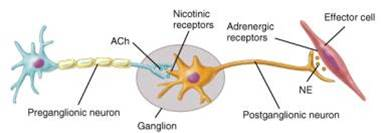 Nicotinic
receptors
Effector cell
Adrenergic
receptors
ACh
NE
Preganglionic neuron
Postganglionic neuron
Ganglion